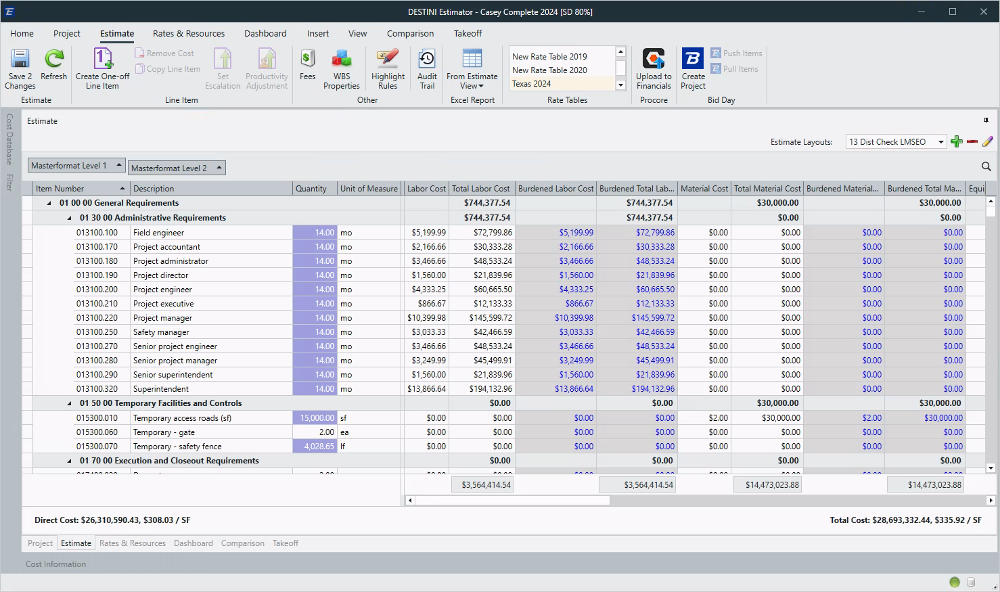 DESTINI Estimator - Casey Complete 2024 [SD 80%]
Home Project Estimate Rates & Resources Dashboard Insert View Comparison Takeoff
Save 2 Changes
Refresh
Estimate
Create One-off Line Item
Remove Cost
Copy Line Item
Set Escalation
Productivity Adjustment
Line Item
Fees
WBS Properties
Highlight Rules
Audit Trail
Other
From Estimate View
Excel Report
New Rate Table 2019
New Rate Table 2020
Texas 2024
Rate Tables
Upload to Financials
Procore
Create Project
Push Items
Pull Items
Bid Day
Cost Database
Filter
Estimate
Estimate Layouts: 13 Dist Check LMSEO
Masterformat Level 1 Masterformat Level 2
Item Number Description Quantity Unit of Measure Labor Cost Total Labor Cost Burdened Labor Cost Burdened Total Lab... Material Cost Total Material Cost Burdened Material... Burdened Total Ma... Equi
01 00 00 General Requirements $744,377.54 $744,377.54 $30,000.00 $30,000.00
01 30 00 Administrative Requirements $744,377.54 $744,377.54 $0.00 $0.00
013100.100 Field engineer 14.00 mo $5,199.99 $72,799.86 $5,199.99 $72,799.86 $0.00 $0.00 $0.00 $0.00
013100.170 Project accountant 14.00 mo $2,166.66 $30,333.28 $2,166.66 $30,333.28 $0.00 $0.00 $0.00 $0.00
013100.180 Project administrator 14.00 mo $3,466.66 $48,533.24 $3,466.66 $48,533.24 $0.00 $0.00 $0.00 $0.00
013100.190 Project director 14.00 mo $1,560.00 $21,839.96 $1,560.00 $21,839.96 $0.00 $0.00 $0.00 $0.00
013100.200 Project engineer 14.00 mo $4,333.25 $60,665.50 $4,333.25 $60,665.50 $0.00 $0.00 $0.00 $0.00
013100.210 Project executive 14.00 mo $866.67 $12,133.33 $866.67 $12,133.33 $0.00 $0.00 $0.00 $0.00
013100.220 Project manager 14.00 mo $10,399.98 $145,599.72 $10,399.98 $145,599.72 $0.00 $0.00 $0.00 $0.00
013100.250 Safety manager 14.00 mo $3,033.33 $42,466.59 $3,033.33 $42,466.59 $0.00 $0.00 $0.00 $0.00
013100.270 Senior project engineer 14.00 mo $3,466.66 $48,533.24 $3,466.66 $48,533.24 $0.00 $0.00 $0.00 $0.00
013100.280 Senior project manager 14.00 mo $3,249.99 $45,499.91 $3,249.99 $45,499.91 $0.00 $0.00 $0.00 $0.00
013100.290 Senior superintendent 14.00 mo $1,560.00 $21,839.96 $1,560.00 $21,839.96 $0.00 $0.00 $0.00 $0.00
013100.320 Superintendent 14.00 mo $13,866.64 $194,132.96 $13,866.64 $194,132.96 $0.00 $0.00 $0.00 $0.00
01 50 00 Temporary Facilities and Controls $0.00 $0.00 $30,000.00 $30,000.00
015300.010 Temporary access roads (sf) 15,000.00 sf $0.00 $0.00 $0.00 $0.00 $2.00 $30,000.00 $2.00 $30,000.00
015300.060 Temporary - gate 2.00 ea $0.00 $0.00 $0.00 $0.00 $0.00 $0.00 $0.00 $0.00
015300.070 Temporary - safety fence 4,028.65 lf $0.00 $0.00 $0.00 $0.00 $0.00 $0.00 $0.00 $0.00
01 70 00 Execution and Closeout Requirements $0.00 $0.00 $0.00 $0.00
$3,564,414.54 $3,564,414.54 $14,473,023.88 $14,473,023.88
Direct Cost: $26,310,590.43, $308.03 / SF Total Cost: $28,693,332.44, $335.92 / SF
Project Estimate Rates & Resources Dashboard Comparison Takeoff
Cost Information